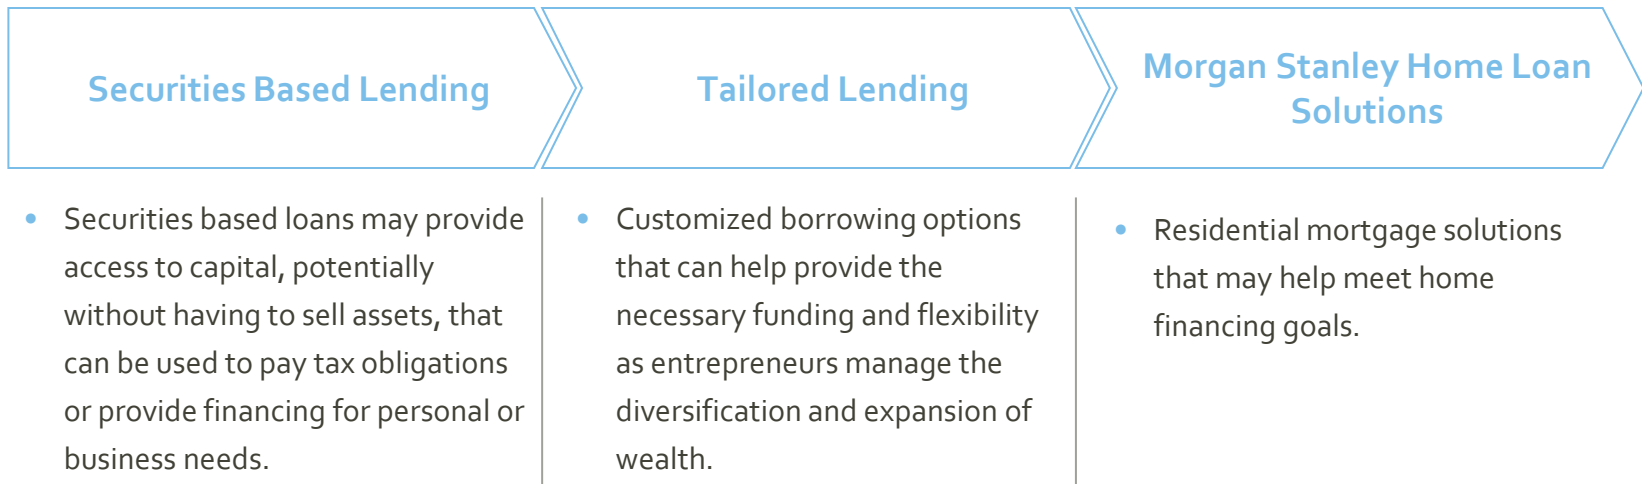 Securities Based Lending
Tailored Lending
Morgan Stanley Home Loan
Solutions
• Securities based loans may provide
access to capital, potentially
without having to sell assets, that
can be used to pay tax obligations
or provide financing for personal or
business needs.
• Customized borrowing options
that can help provide the
necessary funding and flexibility
as entrepreneurs manage the
diversification and expansion of
wealth.
• Residential mortgage solutions
that may help meet home
financing goals.